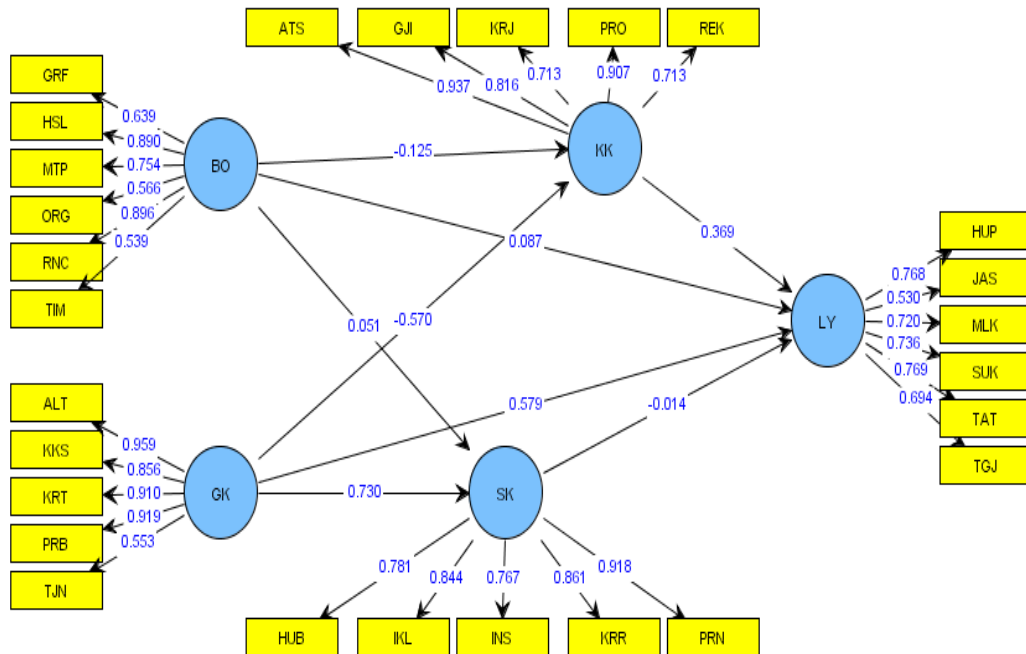 ATS
GJI
KRJ
PRO
REK
0.937
0.816
0.713
0.907
0.713
GRF
HSL
MTP
ORG
RNC
TIM
0.639
0.890
0.754
0.566
0.896
0.539
BO
KK
-0.125
0.087
0.369
0.051
-0.570
LY
HUP
JAS
MLK
SUK
TAT
TGJ
0.768
0.530
0.720
0.736
0.769
0.694
ALT
KKS
KRT
PRB
TJN
0.959
0.856
0.910
0.919
0.553
GK
0.730
0.579
-0.014
SK
0.781
0.844
0.767
0.861
0.918
HUB
IKL
INS
KRR
PRN